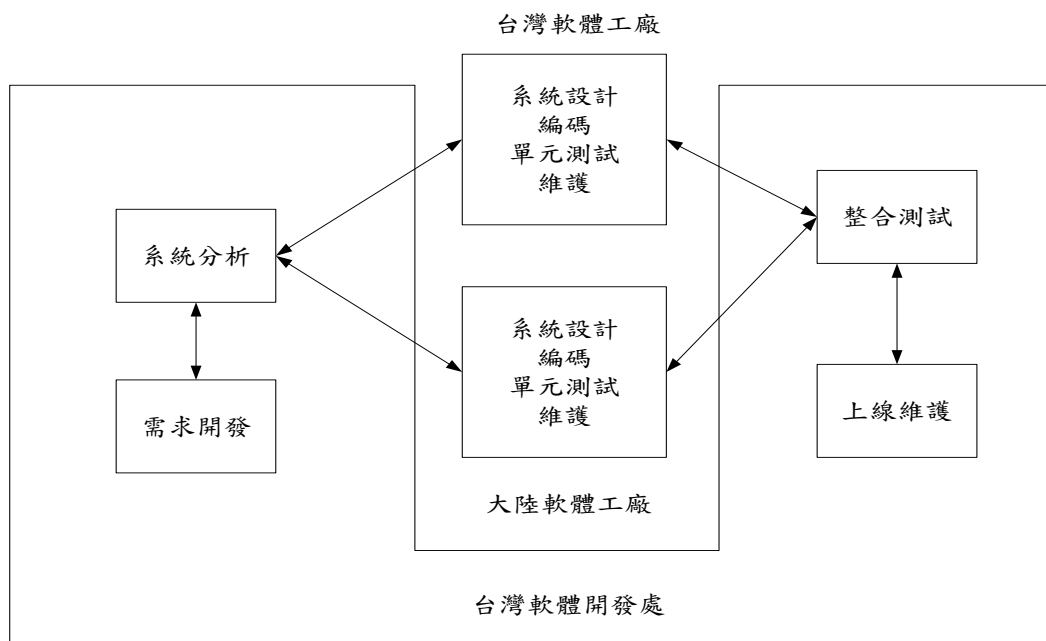 台灣軟體工廠
系統設計
編碼
單元測試
維護
系統分析
需求開發
整合測試
上線維護
系統設計
編碼
單元測試
維護
大陸軟體工廠
台灣軟體開發處